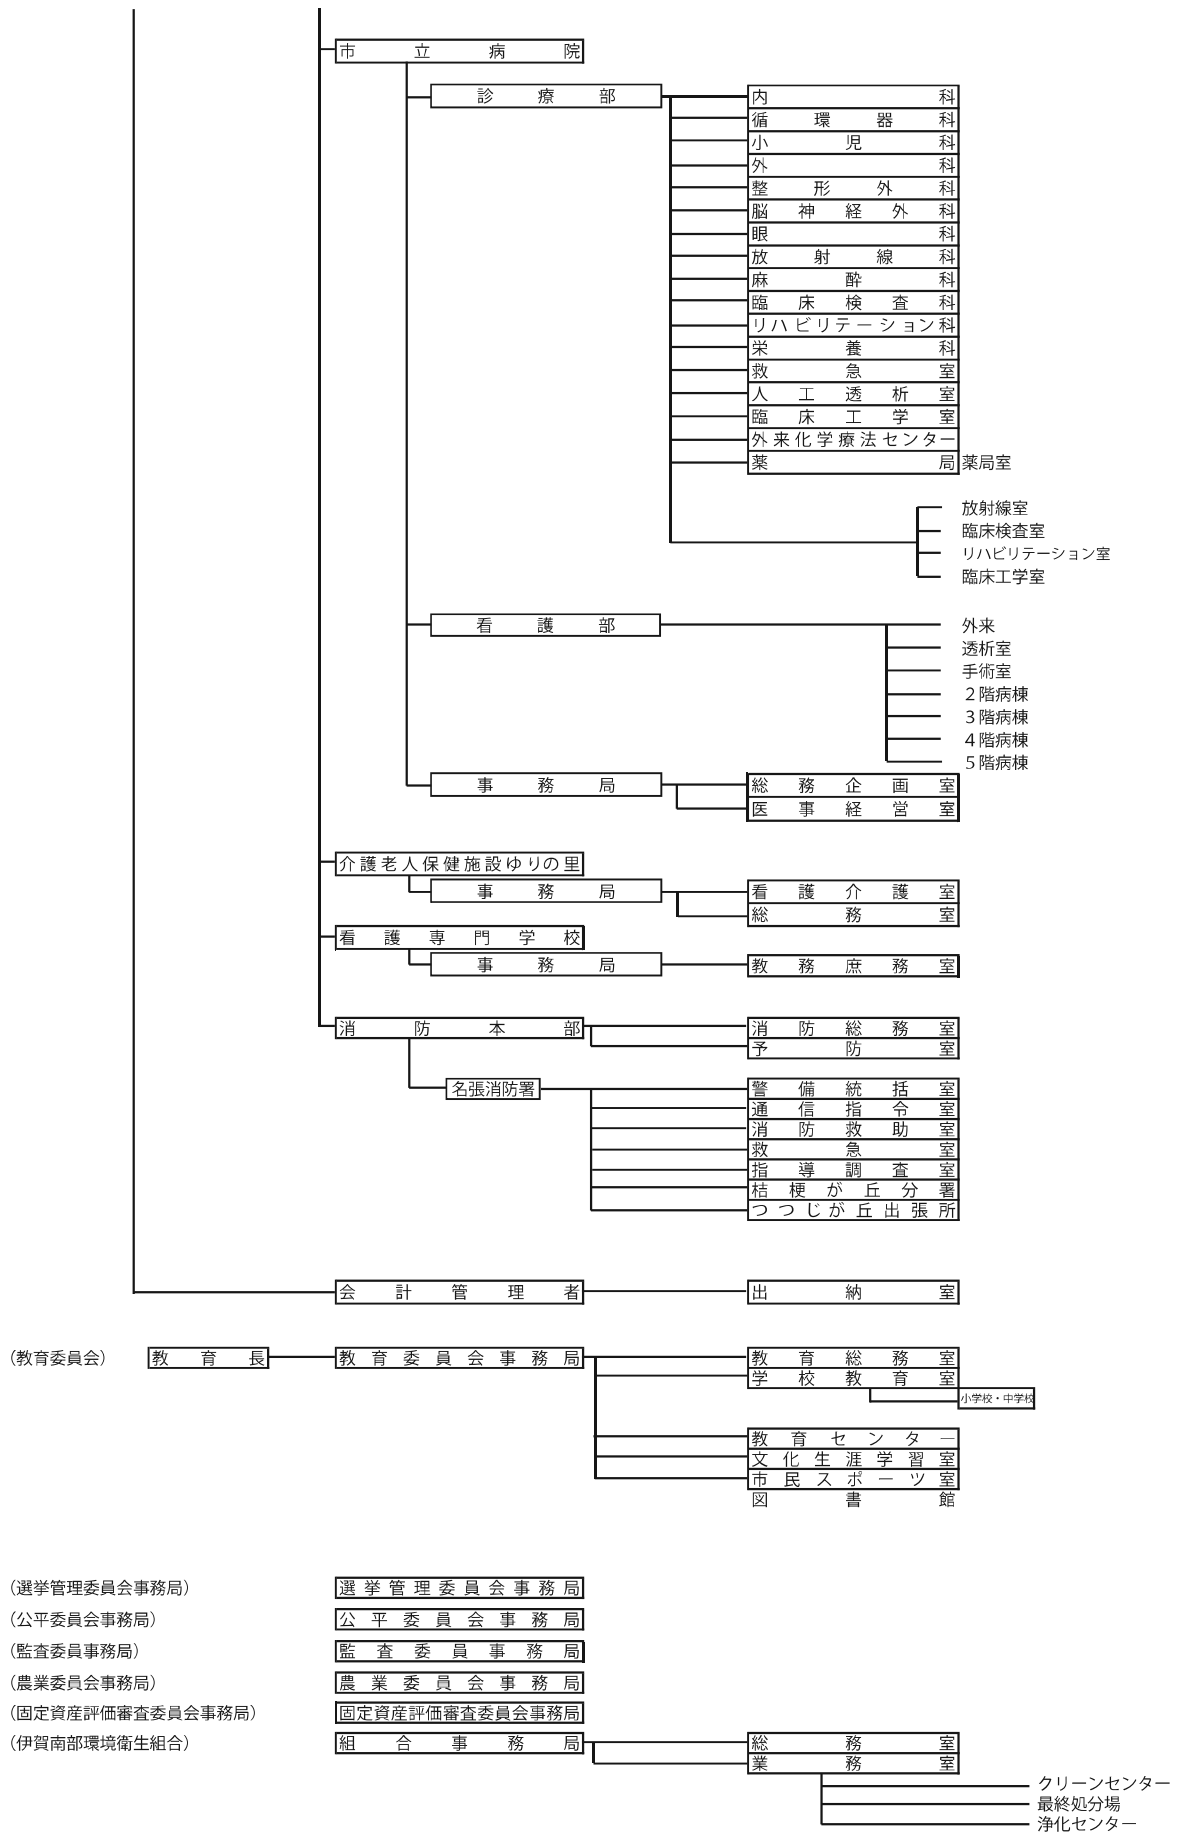 市立病院
診療部
内科
循環器科
小児科
外科
整形外科
脳神経外科
眼科
放射線科
麻酔科
臨床検査科
リハビリテーション科
栄養科
救急室
人工透析室
臨床工学室
外来化学療法センター
薬局 薬局室
放射線室
臨床検査室
リハビリテーション室
臨床工学室
看護部
外来
透析室
手術室
２階病棟
３階病棟
４階病棟
５階病棟
事務局
総務企画室
医事経営室
介護老人保健施設ゆりの里
事務局
看護介護室
総務室
看護専門学校
事務局
教務庶務室
消防本部
消防総務室
予防室
名張消防署
警備統括室
通信指令室
消防救助室
救急室
指導調査室
桔梗が丘分署
つつじが丘出張所
会計管理者
出納室
（教育委員会）
教育長
教育委員会事務局
教育総務室
学校教育室
小学校・中学校
教育センター
文化生涯学習室
市民スポーツ室
図書館
（選挙管理委員会事務局）
選挙管理委員会事務局
（公平委員会事務局）
公平委員会事務局
（監査委員事務局）
監査委員事務局
（農業委員会事務局）
農業委員会事務局
（固定資産評価審査委員会事務局）
固定資産評価審査委員会事務局
（伊賀南部環境衛生組合）
組合事務局
総務室
業務室
クリーンセンター
最終処分場
浄化センター